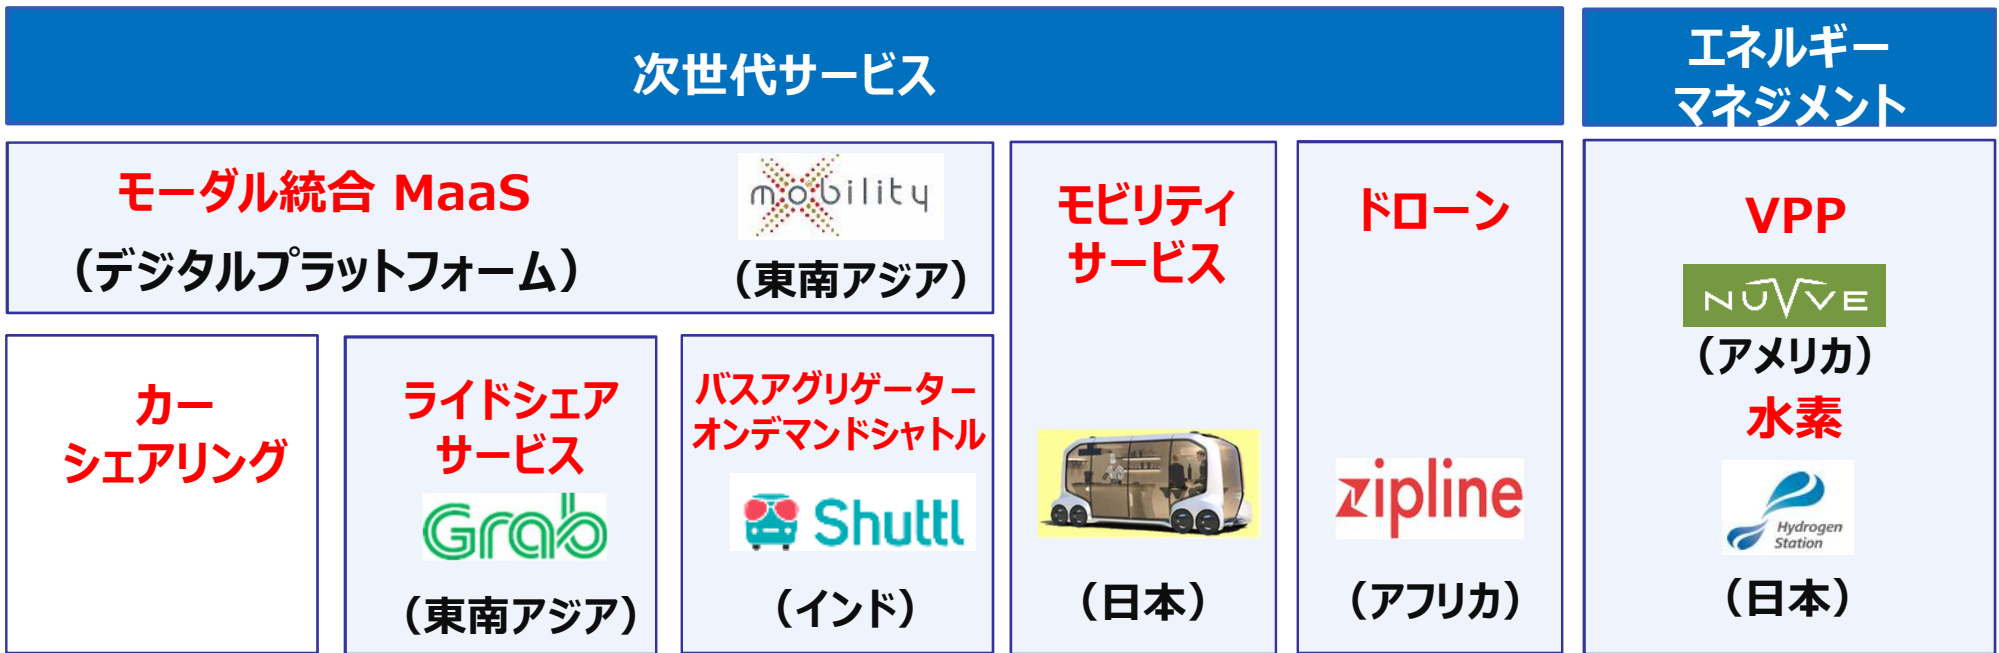 次世代サービス
エネルギー
マネジメント
モーダル統合 MaaS
（デジタルプラットフォーム）
mobility
（東南アジア）
カー
シェアリング
ライドシェア
サービス
Grab
（東南アジア）
バスアグリゲーター
オンデマンドシャトル
Shuttl
（インド）
モビリティ
サービス
（日本）
ドローン
zipline
（アフリカ）
VPP
NUVVE
（アメリカ）
水素
Hydrogen
Station
（日本）